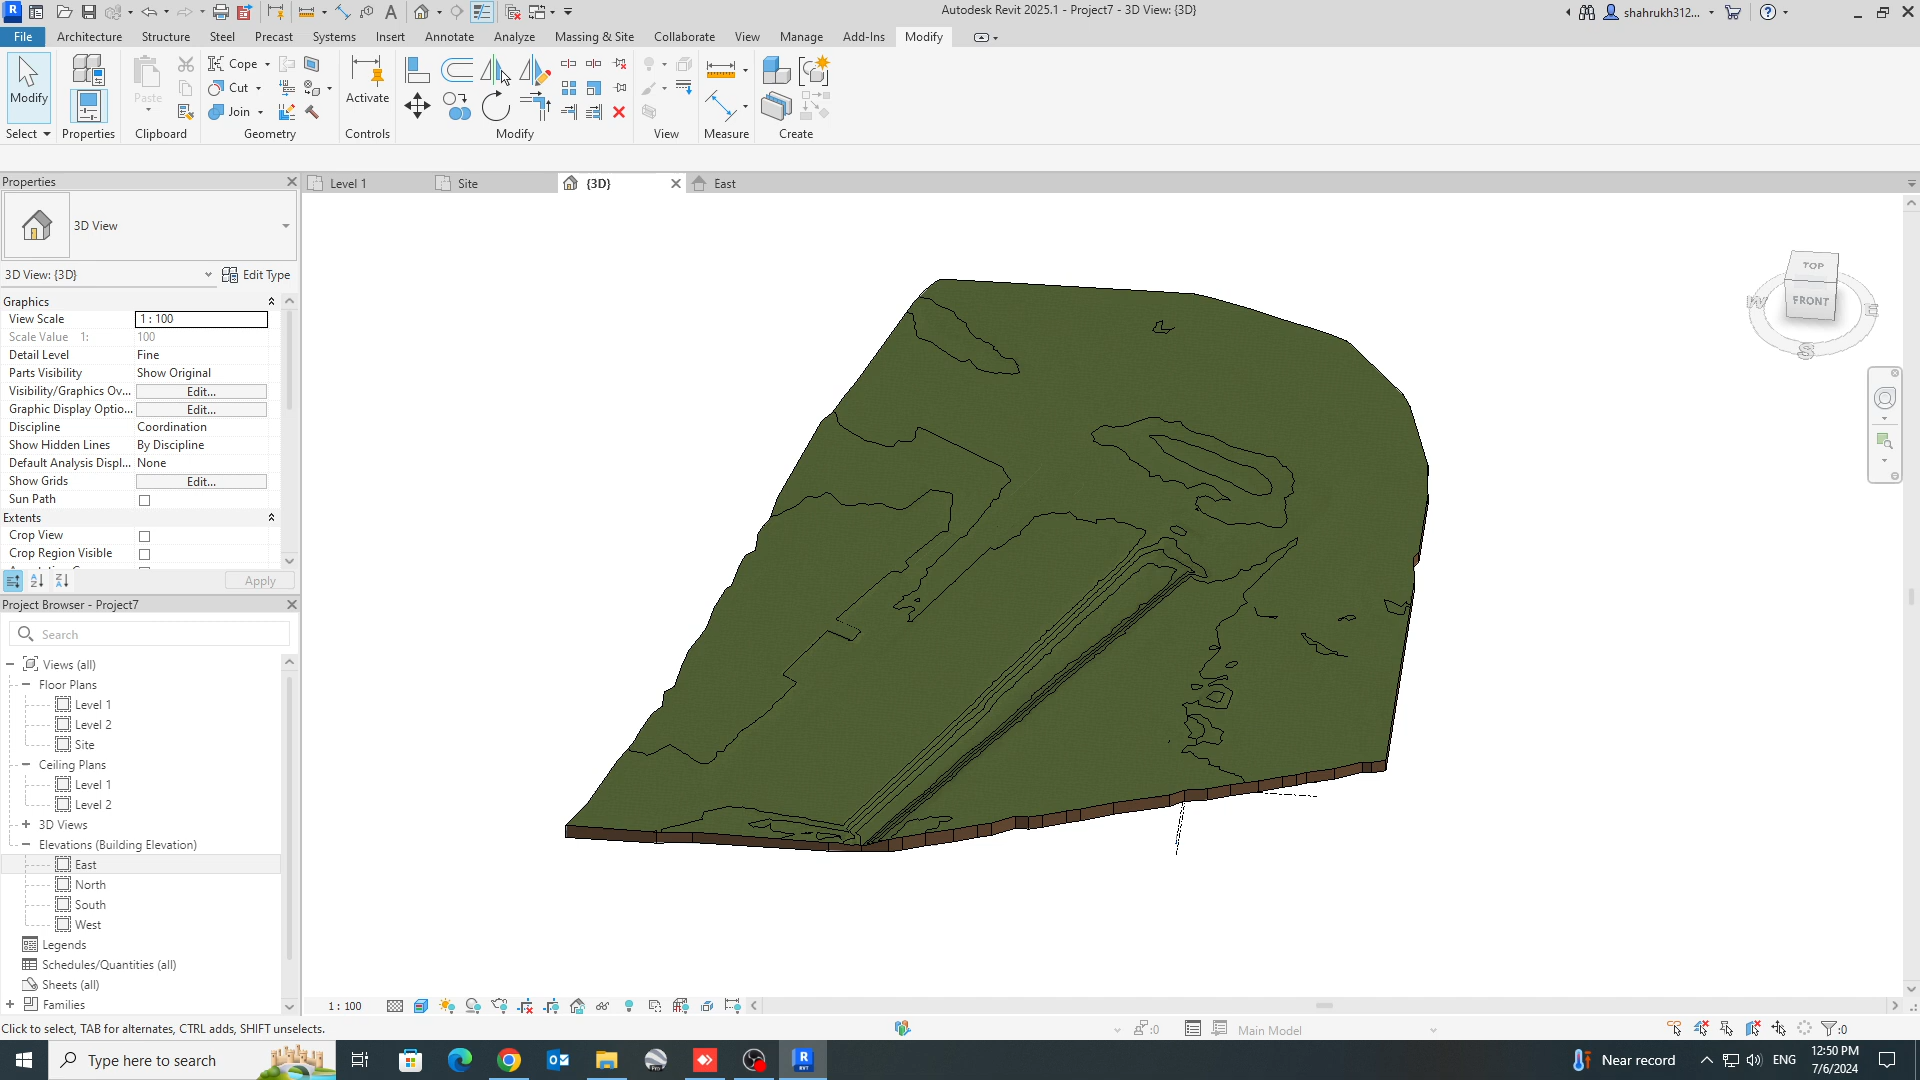 Autodesk Revit 2025.1 - Project7 - 3D View: {3D}
shahrukh312...
File
Architecture
Structure
Steel
Precast
Systems
Insert
Annotate
Analyze
Massing & Site
Collaborate
View
Manage
Add-Ins
Modify
Modify
Paste
Cope
Cut
Join
Activate
Select
Properties
Clipboard
Geometry
Controls
Modify
View
Measure
Create
Properties
Level 1
Site
{3D}
East
3D View
3D View: {3D}
Edit Type
Graphics
View Scale
1 : 100
Scale Value 1:
100
Detail Level
Fine
Parts Visibility
Show Original
Visibility/Graphics Ov...
Edit...
Graphic Display Optio...
Edit...
Discipline
Coordination
Show Hidden Lines
By Discipline
Default Analysis Displ...
None
Show Grids
Edit...
Sun Path
Extents
Crop View
Crop Region Visible
Apply
TOP
FRONT
W
E
S
Project Browser - Project7
Search
Views (all)
Floor Plans
Level 1
Level 2
Site
Ceiling Plans
Level 1
Level 2
3D Views
Elevations (Building Elevation)
East
North
South
West
Legends
Schedules/Quantities (all)
Sheets (all)
Families
1 : 100
Click to select, TAB for alternates, CTRL adds, SHIFT unselects.
:0
Main Model
:0
Type here to search
Near record
ENG
12:50 PM
7/6/2024